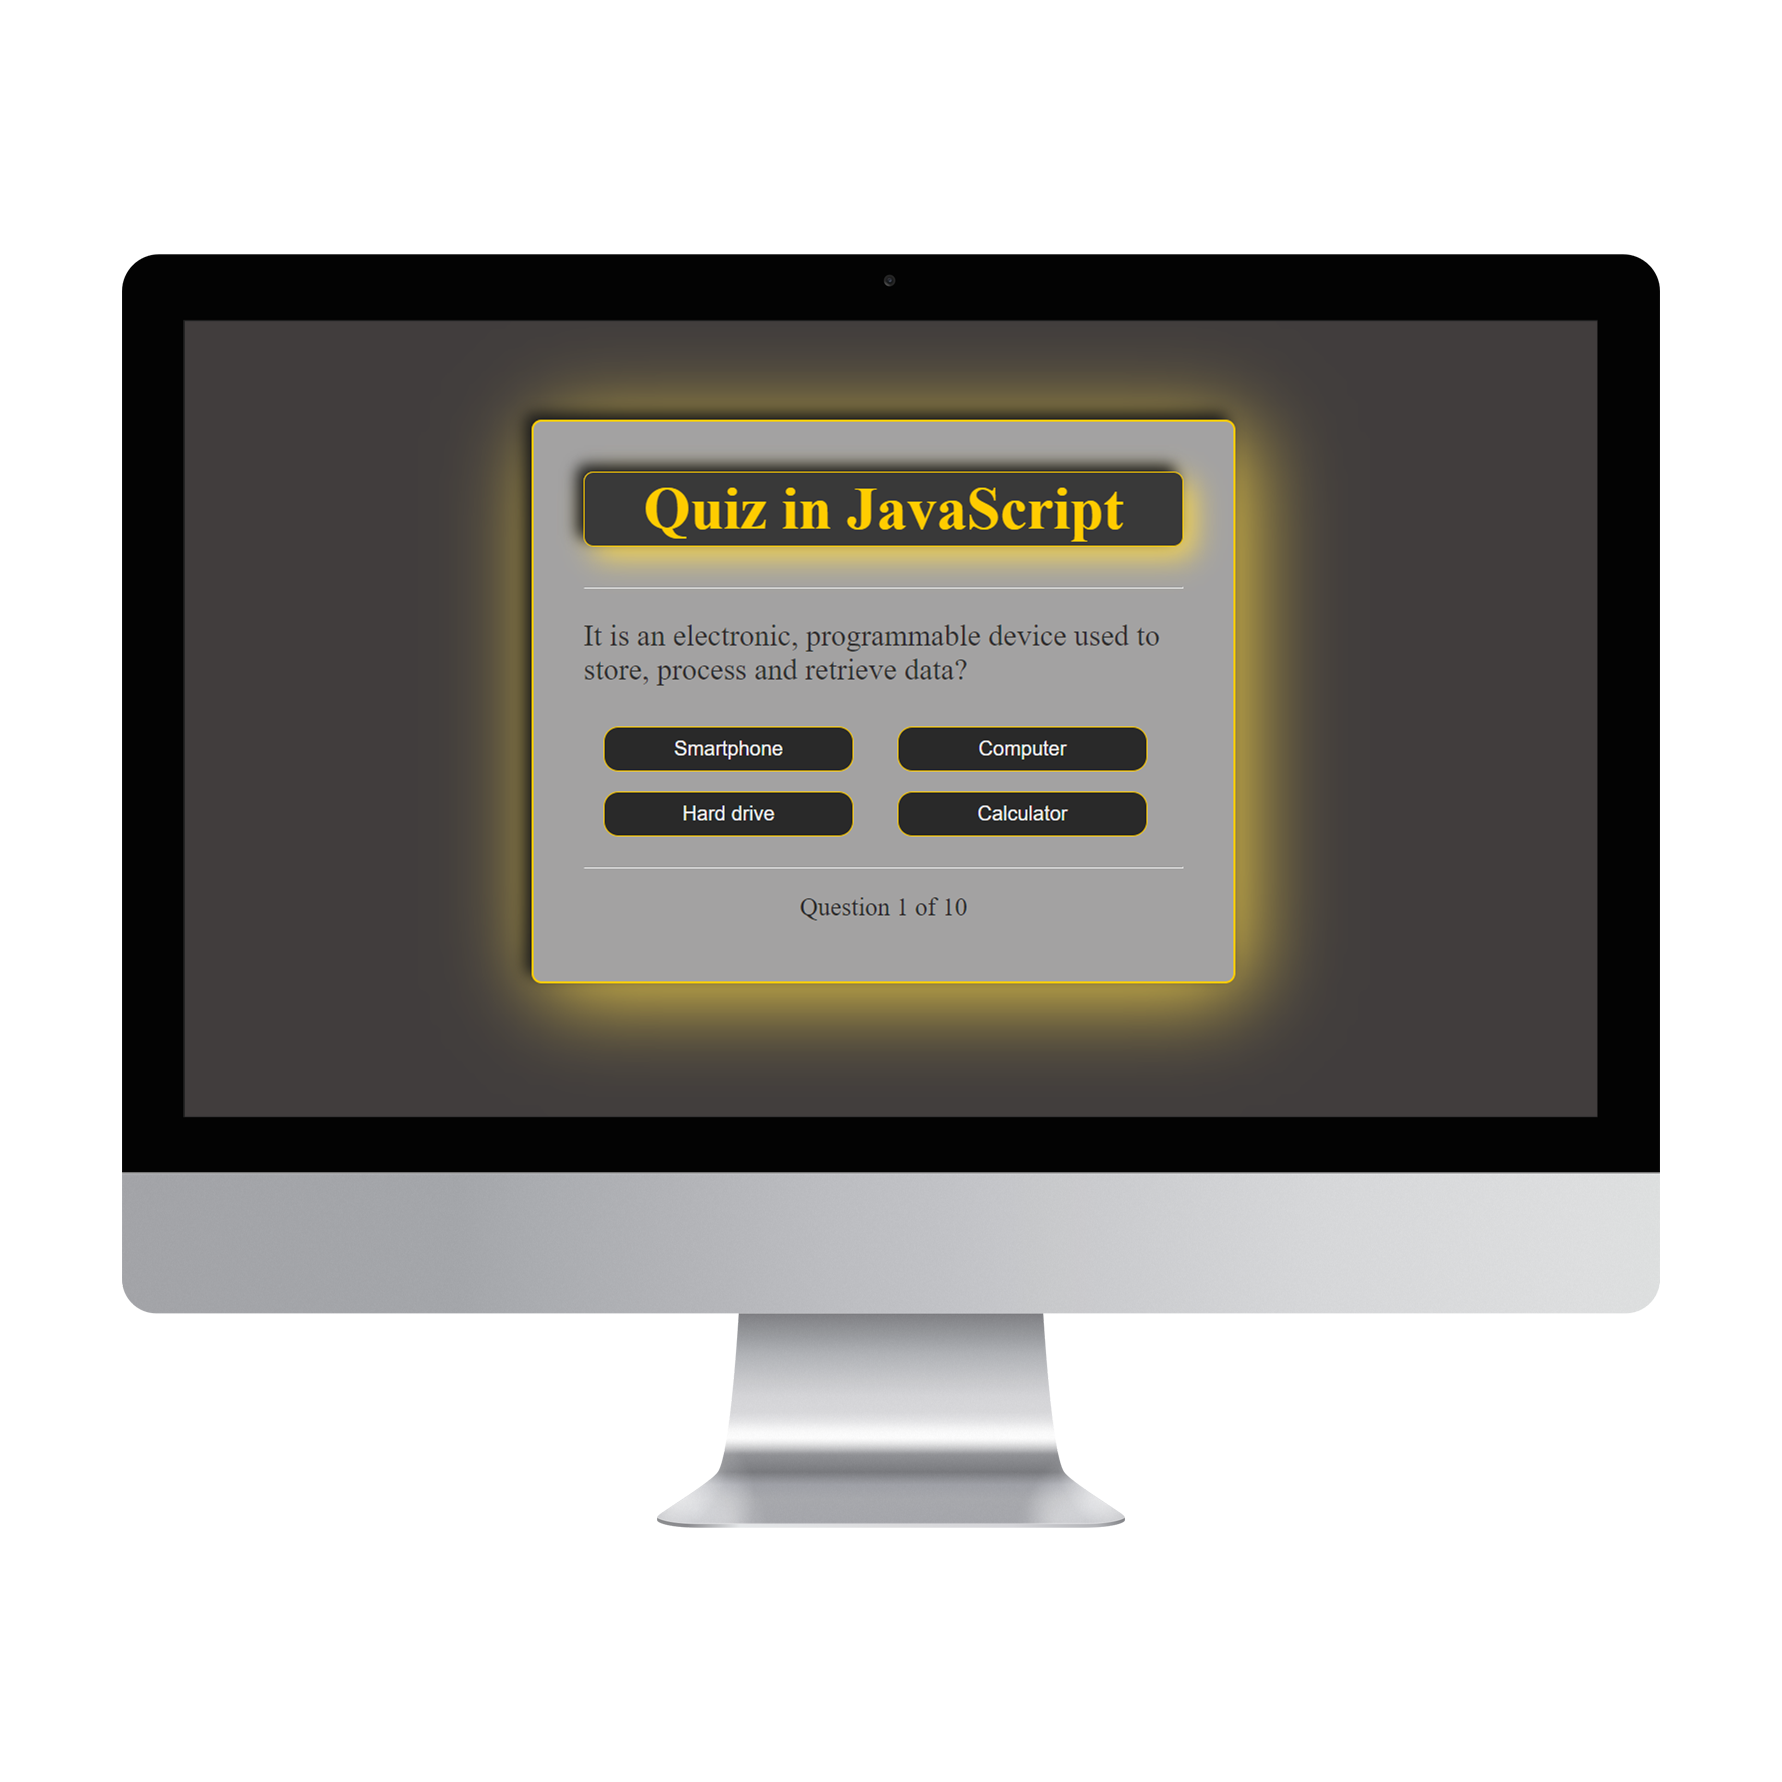 Quiz in JavaScript
It is an electronic, programmable device used to
store, process and retrieve data?
Smartphone
Computer
Hard drive
Calculator
Question 1 of 10